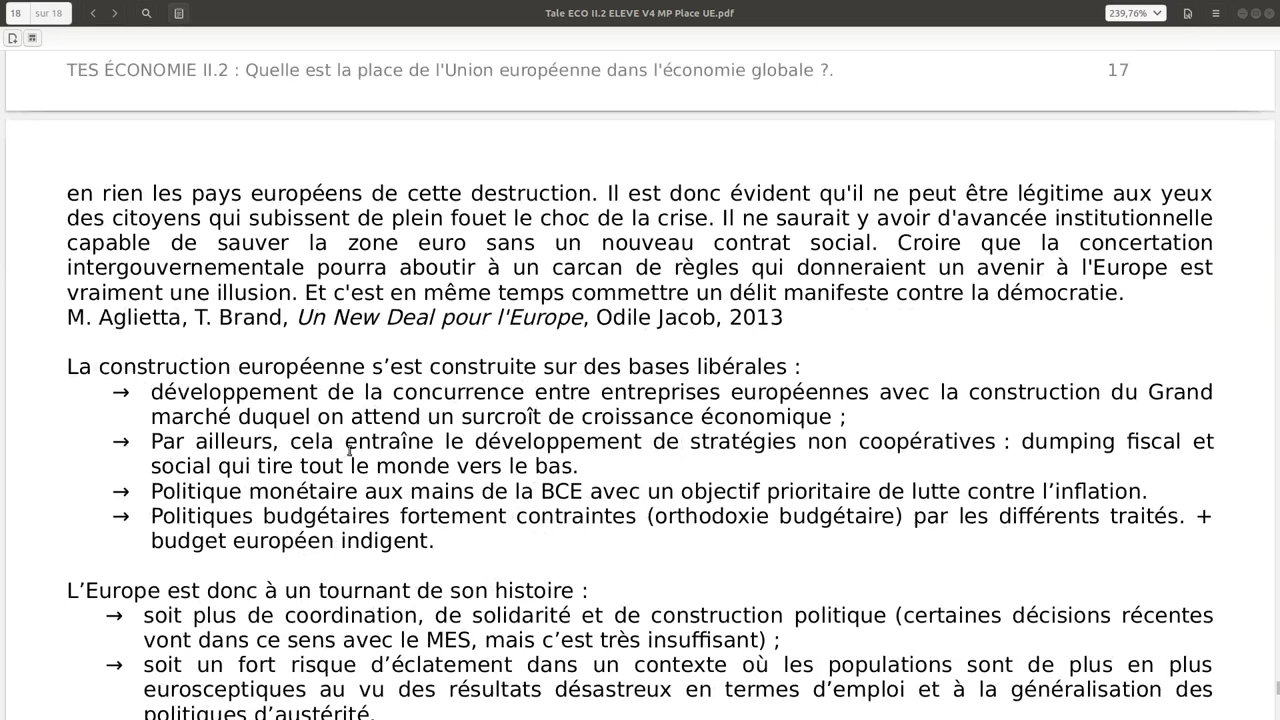 18 sur 18 Tale ECO II.2 ELEVE V4 MP Place UE.pdf 239,76%
TES ÉCONOMIE II.2 : Quelle est la place de l'Union européenne dans l'économie globale ?. 17
en rien les pays européens de cette destruction. Il est donc évident qu'il ne peut être légitime aux yeux
des citoyens qui subissent de plein fouet le choc de la crise. Il ne saurait y avoir d'avancée institutionnelle
capable de sauver la zone euro sans un nouveau contrat social. Croire que la concertation
intergouvernementale pourra aboutir à un carcan de règles qui donneraient un avenir à l'Europe est
vraiment une illusion. Et c'est en même temps commettre un délit manifeste contre la démocratie.
M. Aglietta, T. Brand, Un New Deal pour l'Europe, Odile Jacob, 2013
La construction européenne s’est construite sur des bases libérales :
→ développement de la concurrence entre entreprises européennes avec la construction du Grand
marché duquel on attend un surcroît de croissance économique ;
→ Par ailleurs, cela entraîne le développement de stratégies non coopératives : dumping fiscal et
social qui tire tout le monde vers le bas.
→ Politique monétaire aux mains de la BCE avec un objectif prioritaire de lutte contre l’inflation.
→ Politiques budgétaires fortement contraintes (orthodoxie budgétaire) par les différents traités. +
budget européen indigent.
L’Europe est donc à un tournant de son histoire :
→ soit plus de coordination, de solidarité et de construction politique (certaines décisions récentes
vont dans ce sens avec le MES, mais c’est très insuffisant) ;
→ soit un fort risque d’éclatement dans un contexte où les populations sont de plus en plus
eurosceptiques au vu des résultats désastreux en termes d’emploi et à la généralisation des
politiques d’austérité.